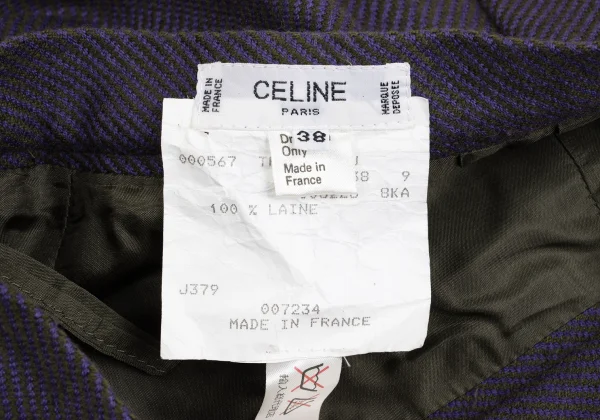 MADE IN
FRANCE
CELINE
PARIS
MARQUE
DEPOSEE
38
Only
Made in
France
000567
38 9
8KA
100 % LAINE
J379
007234
MADE IN FRANCE